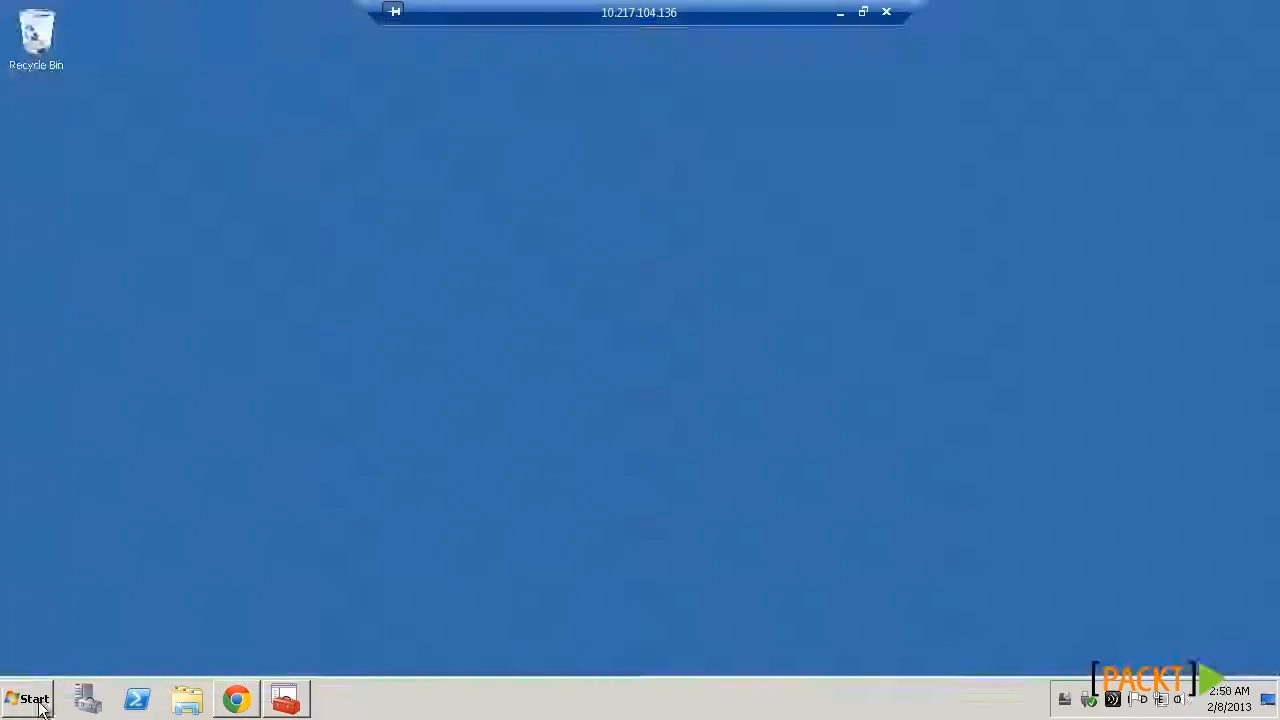 10.217.104.136
Recycle Bin
[PACKT]
Start
2:50 AM
2/8/2013